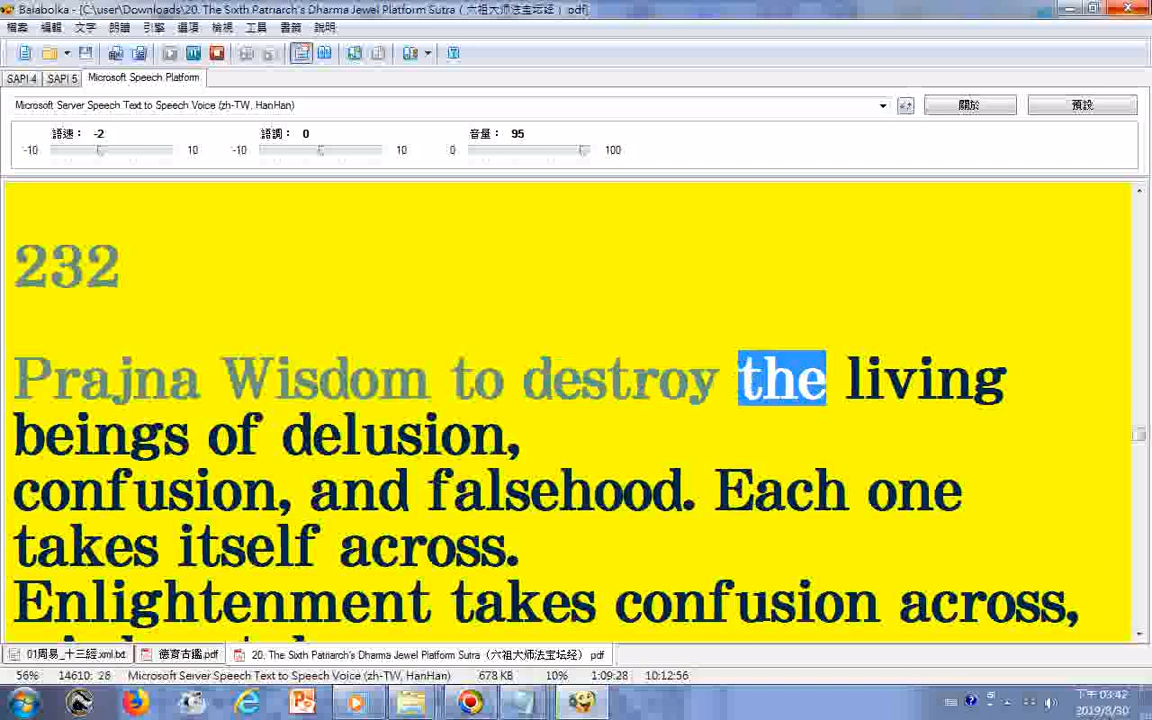 Balabolka - [C:\user\Downloads\20. The Sixth Patriarch's Dharma Jewel Platform Sutra（六祖大师法宝坛经） pdf]
檔案 編輯 文字 朗讀 引擎 選項 檢視 工具 書籤 說明
SAPI 4 SAPI 5 Microsoft Speech Platform
Microsoft Server Speech Text to Speech Voice (zh-TW, HanHan) 關於 預設
語速： -2 語調： 0 音量： 95
-10 10 -10 10 0 100
232
Prajna Wisdom to destroy the living
beings of delusion,
confusion, and falsehood. Each one
takes itself across.
Enlightenment takes confusion across,
01周易_十三經.xml.txt 德育古鑑.pdf 20. The Sixth Patriarch's Dharma Jewel Platform Sutra（六祖大师法宝坛经） pdf
56% 14610: 26 Microsoft Server Speech Text to Speech Voice (zh-TW, HanHan) 678 KB 10% 1:09:28 10:12:56
下午 03:42
2019/8/30